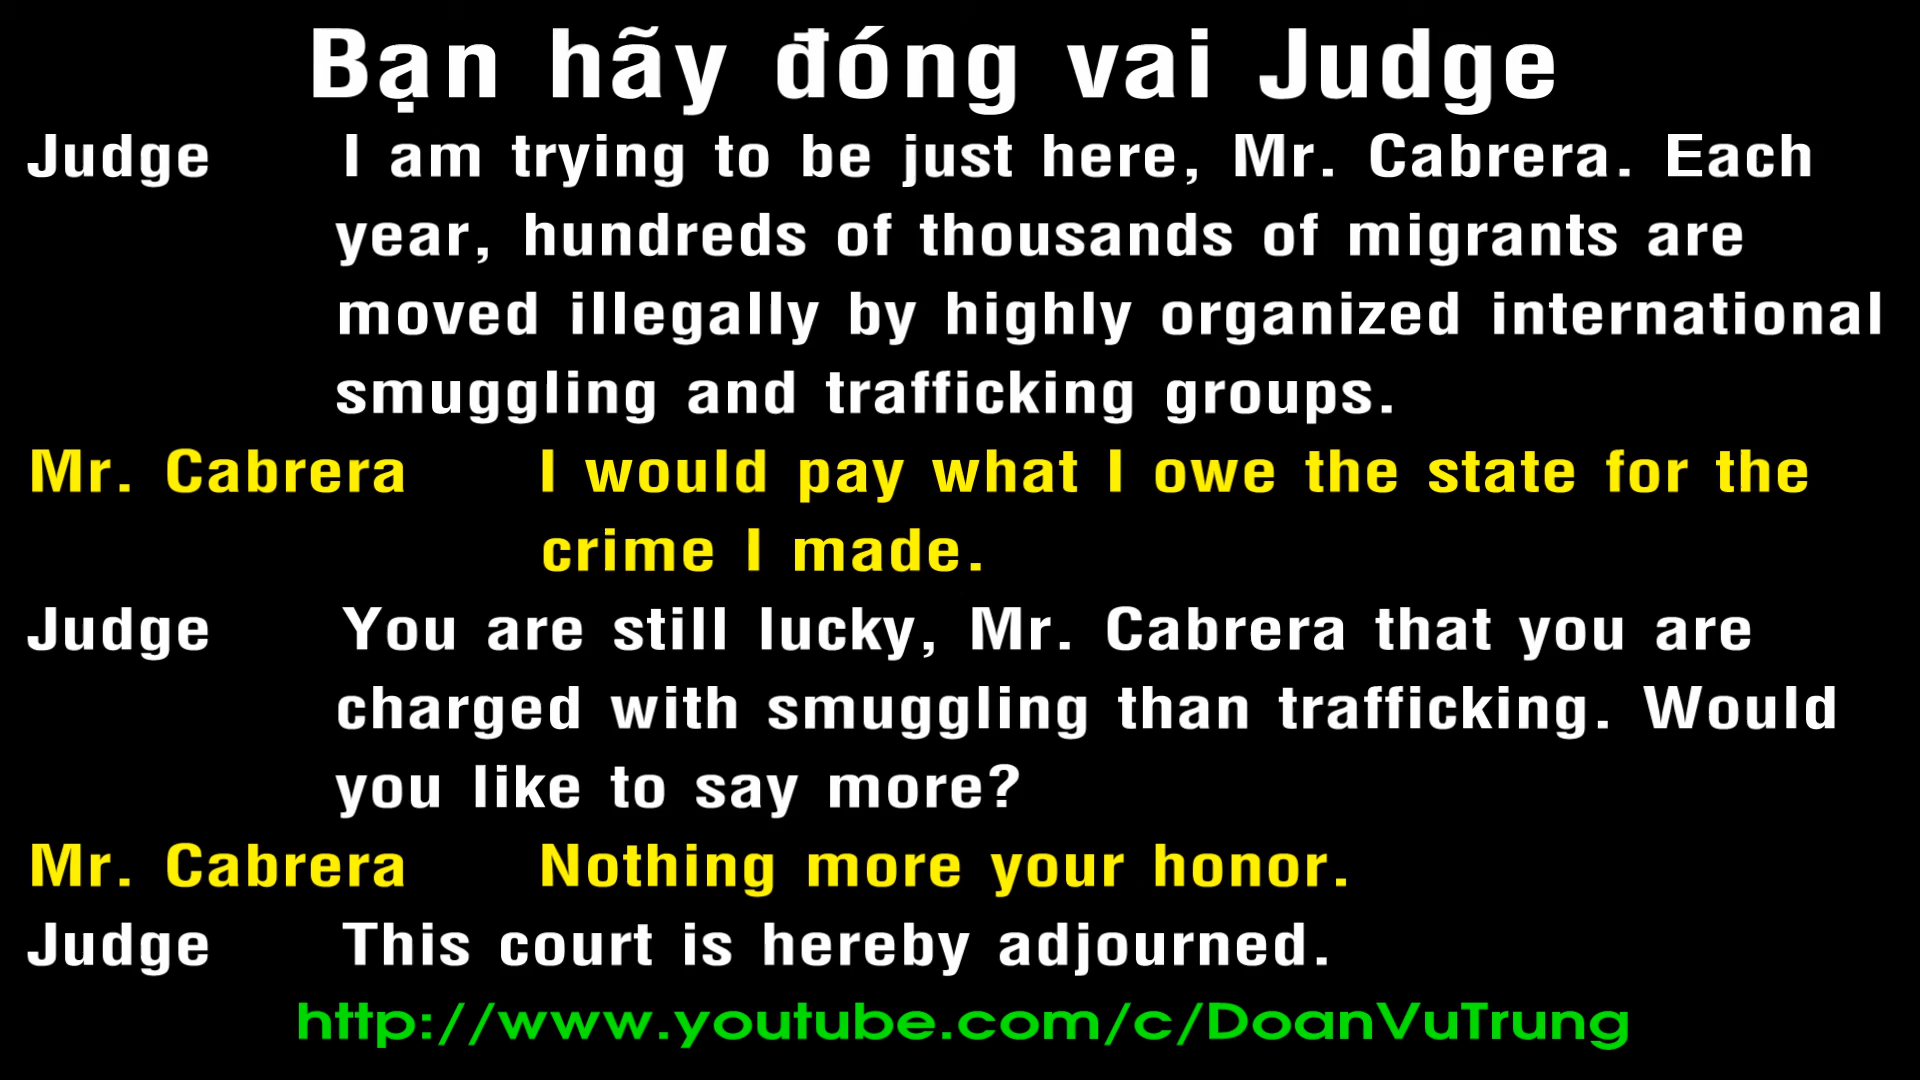 Bạn hãy đóng vai Judge
Judge I am trying to be just here, Mr. Cabrera. Each
year, hundreds of thousands of migrants are
moved illegally by highly organized international
smuggling and trafficking groups.
Mr. Cabrera I would pay what I owe the state for the
crime I made.
Judge You are still lucky, Mr. Cabrera that you are
charged with smuggling than trafficking. Would
you like to say more?
Mr. Cabrera Nothing more your honor.
Judge This court is hereby adjourned.
http://www.youtube.com/c/DoanVuTrung